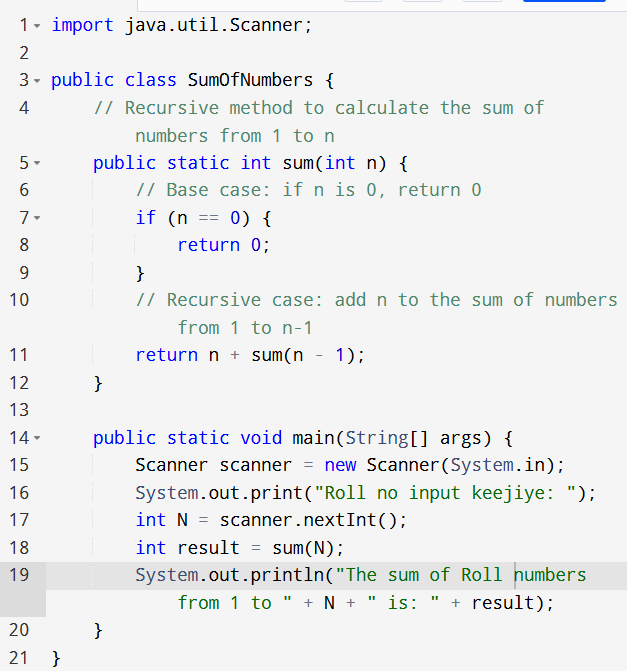 1 import java.util.Scanner;
2
3 public class SumOfNumbers {
4     // Recursive method to calculate the sum of
        numbers from 1 to n
5     public static int sum(int n) {
6         // Base case: if n is 0, return 0
7         if (n == 0) {
8             return 0;
9         }
10         // Recursive case: add n to the sum of numbers
            from 1 to n-1
11         return n + sum(n - 1);
12     }
13
14     public static void main(String[] args) {
15         Scanner scanner = new Scanner(System.in);
16         System.out.print("Roll no input keejiye: ");
17         int N = scanner.nextInt();
18         int result = sum(N);
19         System.out.println("The sum of Roll numbers
            from 1 to " + N + " is: " + result);
20     }
21 }